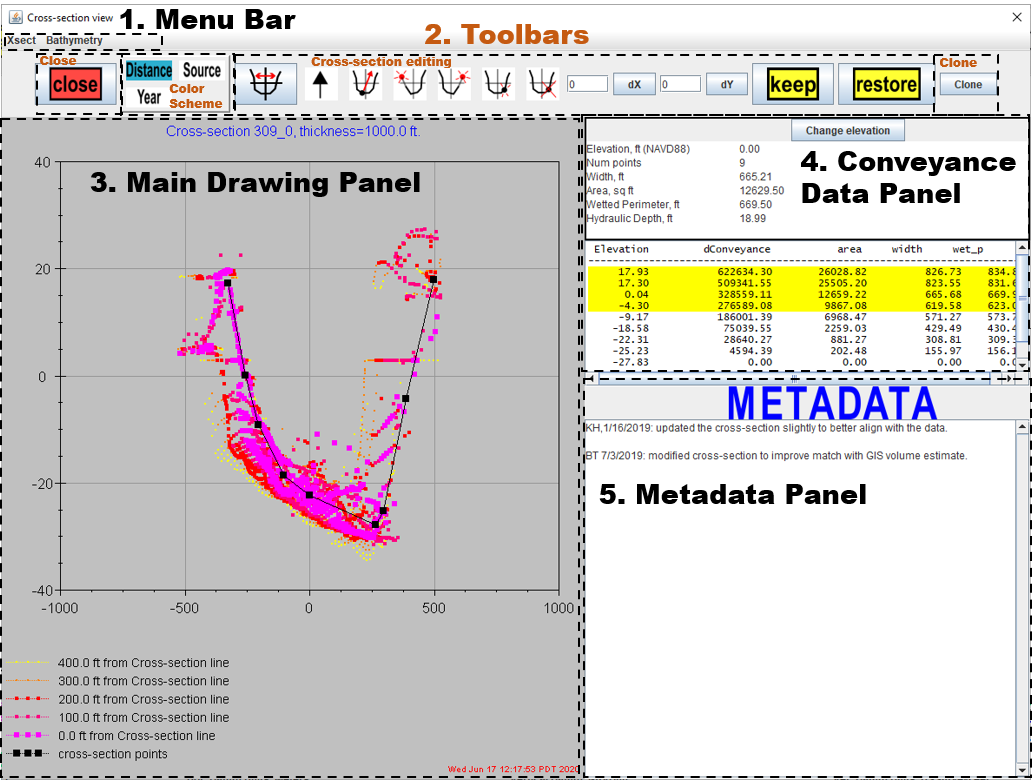 Cross-section view
1. Menu Bar
Xsect Bathymetry
2. Toolbars
Close
close
Distance Source
Year
Color
Scheme
Cross-section editing
0 dX 0 dY
keep
restore
Clone
Clone
Cross-section 309_0, thickness=1000.0 ft.
3. Main Drawing Panel
40
20
0
-20
-40
-1000 -500 0 500 1000
400.0 ft from Cross-section line
300.0 ft from Cross-section line
200.0 ft from Cross-section line
100.0 ft from Cross-section line
0.0 ft from Cross-section line
cross-section points
Wed Jun 17 12:17:53 PDT 2020
Change elevation
4. Conveyance
Data Panel
Elevation, ft (NAVD88) 0.00
Num points 9
Width, ft 665.21
Area, sq ft 12629.50
Wetted Perimeter, ft 669.50
Hydraulic Depth, ft 18.99
Elevation dConveyance area width wet_p
17.93 622634.30 26028.82 826.73 834.8
17.30 509341.55 25505.20 823.55 831.6
0.04 328559.11 12659.22 665.68 669.9
-4.30 276589.08 9867.08 619.58 623.0
-9.17 186001.39 6968.47 571.27 573.7
-18.58 75039.55 2259.03 429.49 430.4
-22.31 28640.27 881.27 308.81 309.3
-25.23 4594.39 202.48 155.97 156.1
-27.83 0.00 0.00 0.00 0.0
METADATA
KH,1/16/2019: updated the cross-section slightly to better align with the data.
BT 7/3/2019: modified cross-section to improve match with GIS volume estimate.
5. Metadata Panel